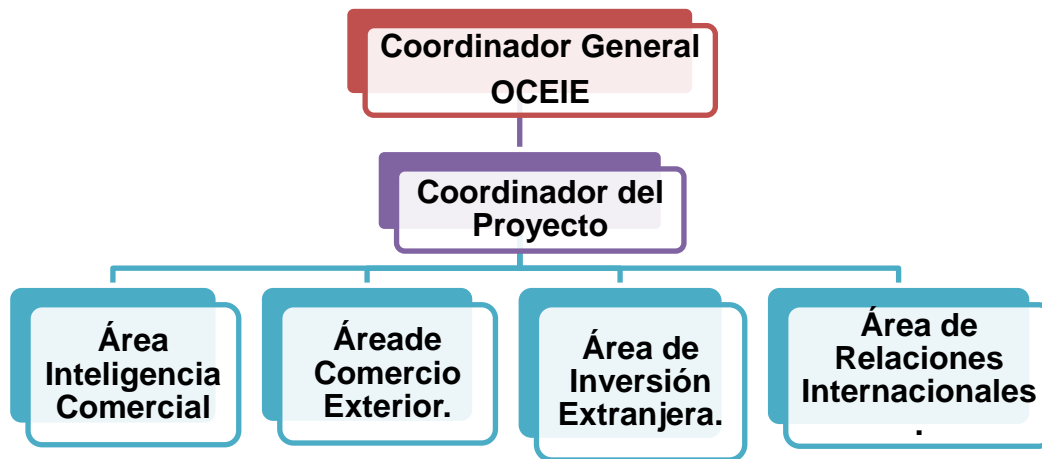 Coordinador General
OCEIE
Coordinador del
Proyecto
Área
Inteligencia
Comercial
Áreade
Comercio
Exterior.
Área de
Inversión
Extranjera.
Área de
Relaciones
Internacionales
.